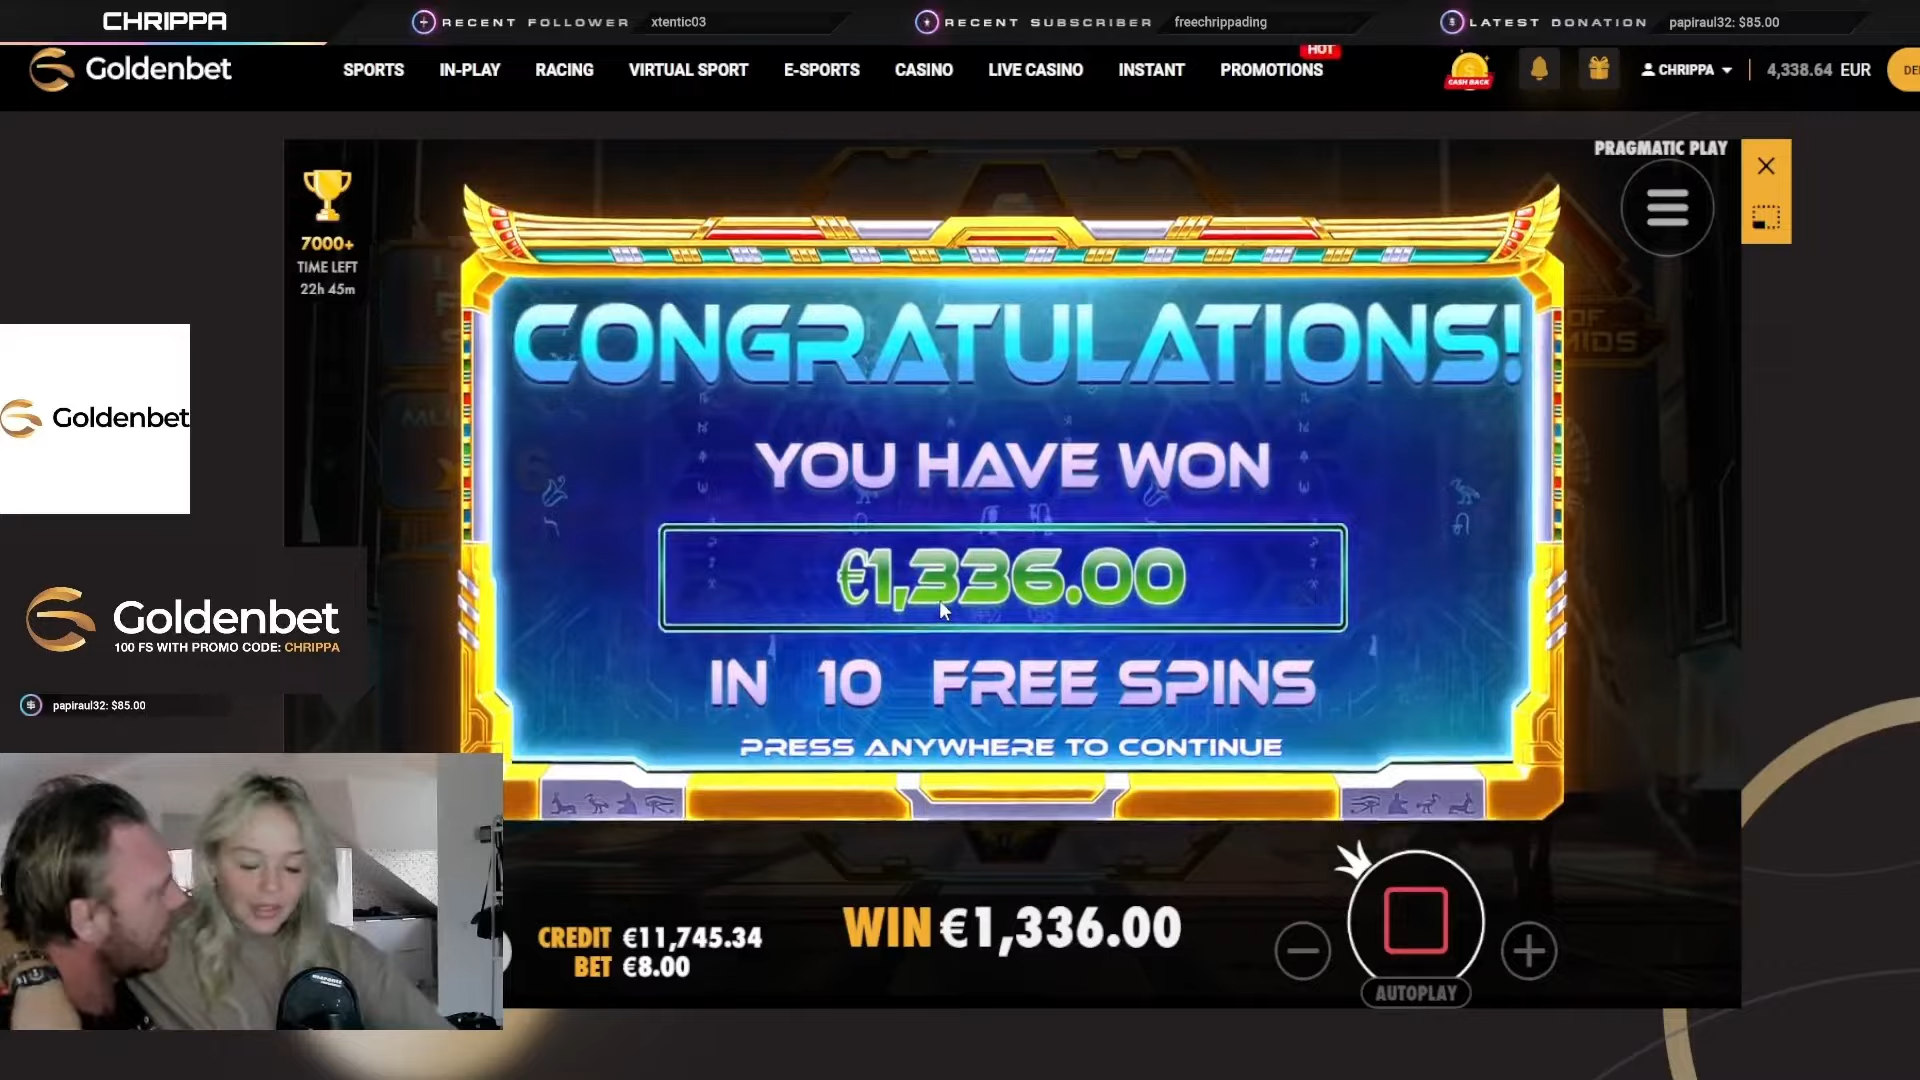 CHRIPPA
RECENT FOLLOWER xtentic03
RECENT SUBSCRIBER freechrippading
LATEST DONATION papiraul32: $85.00
Goldenbet
SPORTS
IN-PLAY
RACING
VIRTUAL SPORT
E-SPORTS
CASINO
LIVE CASINO
INSTANT
HOT
PROMOTIONS
CASH BACK
CHRIPPA
4,338.64 EUR
PRAGMATIC PLAY
7000+
TIME LEFT
22h 45m
CONGRATULATIONS!
YOU HAVE WON
€1,336.00
IN 10 FREE SPINS
PRESS ANYWHERE TO CONTINUE
Goldenbet
Goldenbet
100 FS WITH PROMO CODE: CHRIPPA
papiraul32: $85.00
CREDIT €11,745.34
BET €8.00
WIN €1,336.00
AUTOPLAY